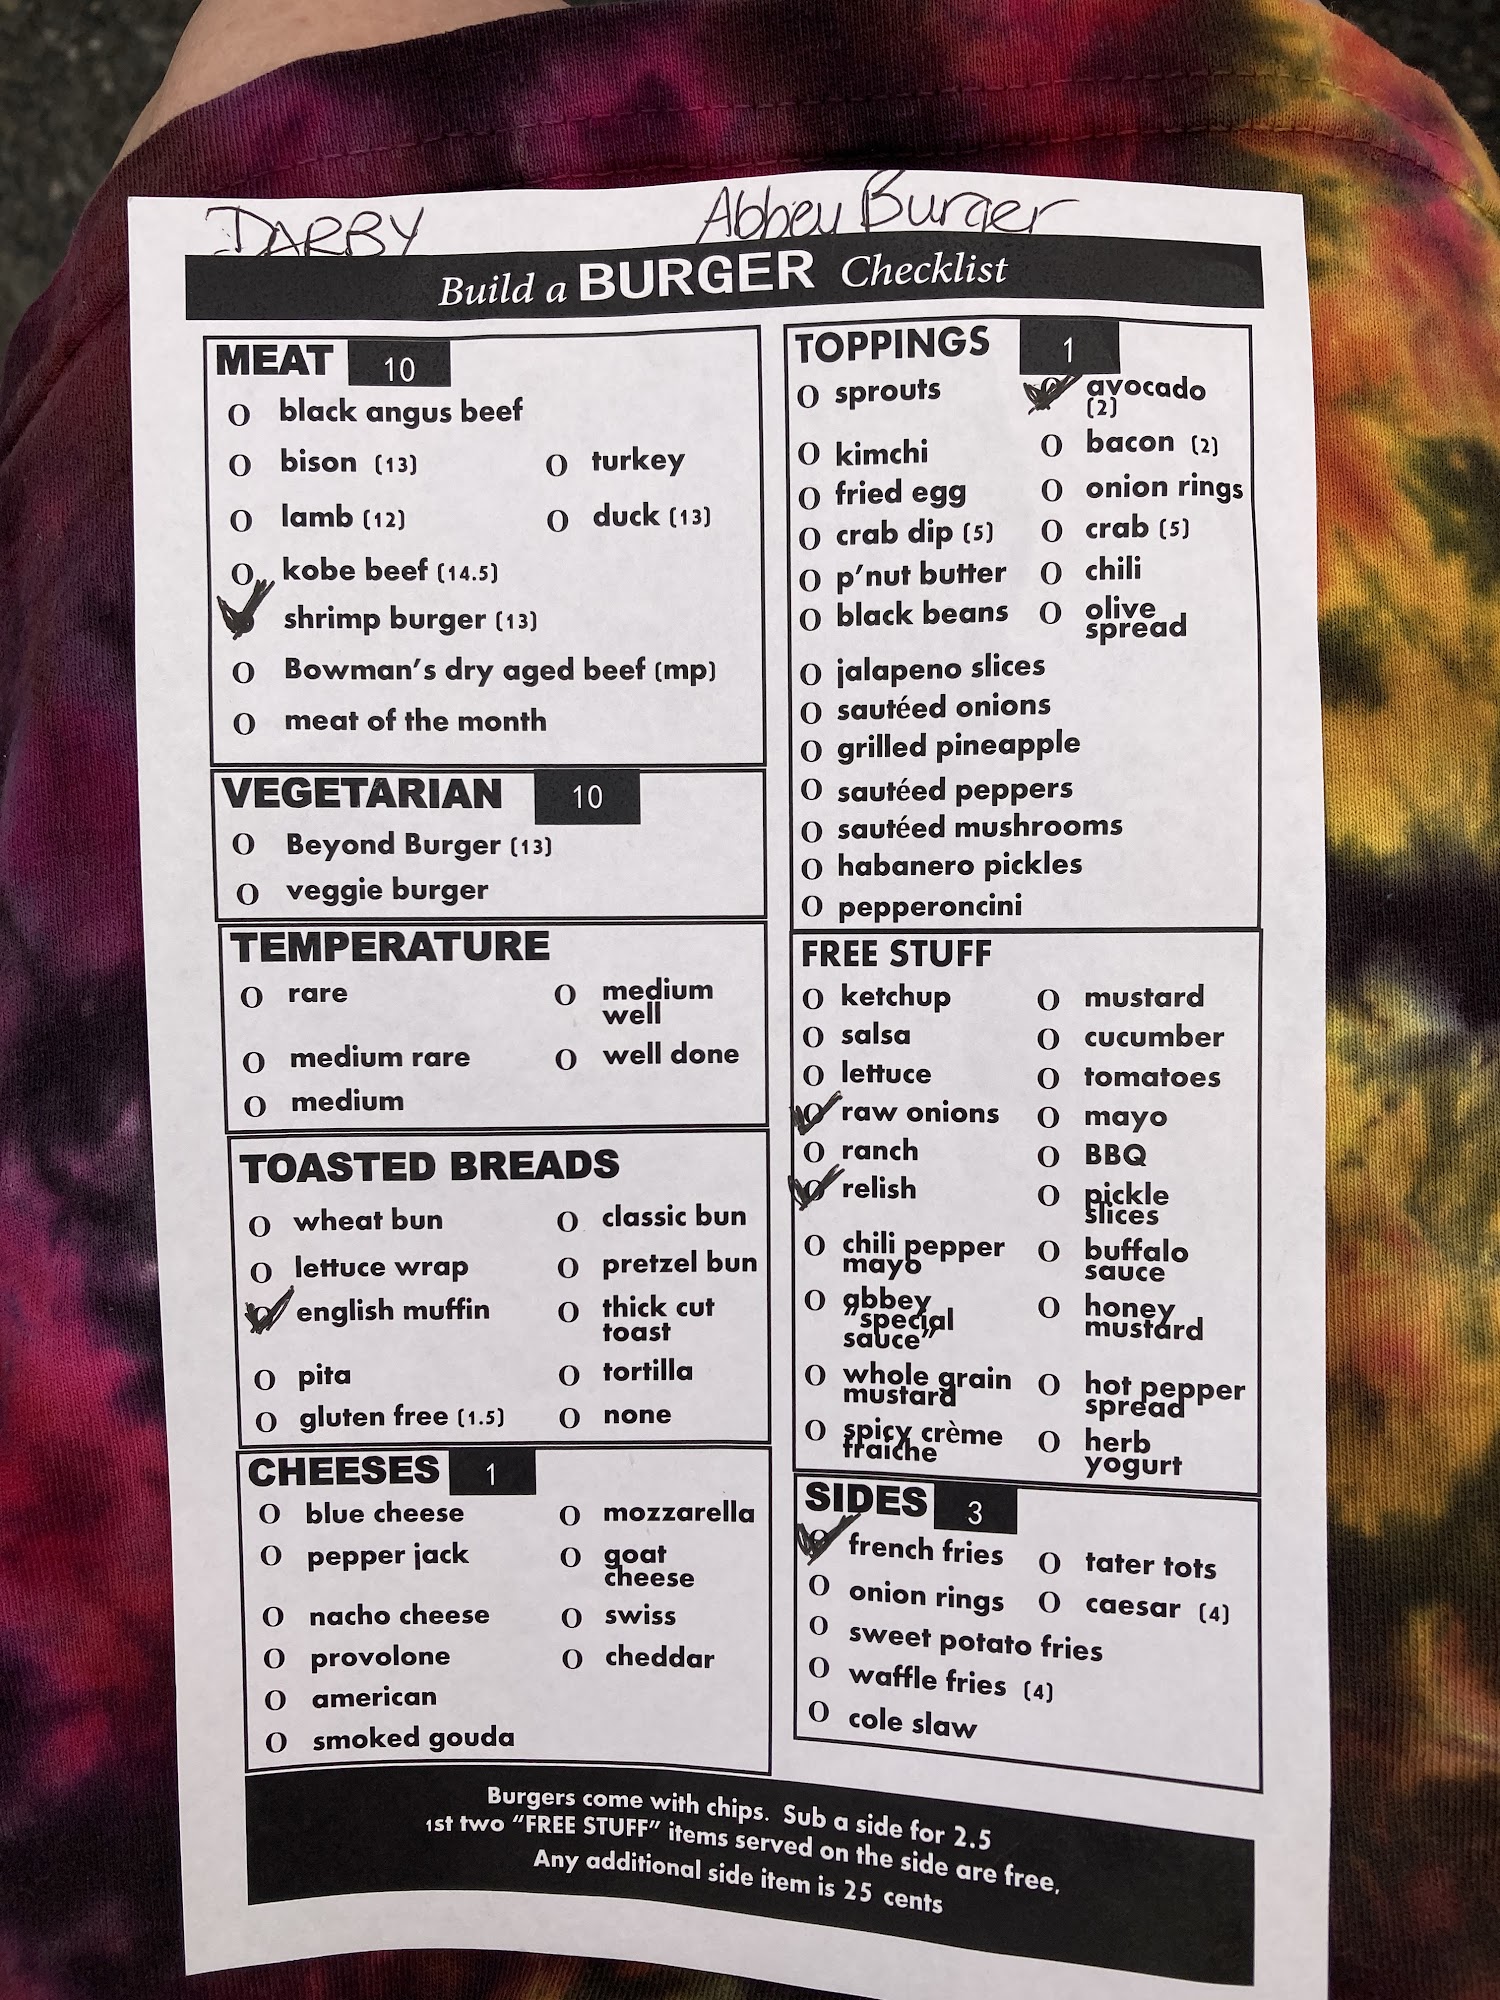 DARBY
Abbey Burger
Build a BURGER Checklist
MEAT 10
O black angus beef
O bison (13) O turkey
O lamb (12) O duck (13)
O kobe beef (14.5)
shrimp burger (13)
O Bowman's dry aged beef (mp)
O meat of the month
VEGETARIAN 10
O Beyond Burger (13)
O veggie burger
TEMPERATURE
O rare O medium
well
O medium rare O well done
O medium
TOASTED BREADS
O wheat bun O classic bun
O lettuce wrap O pretzel bun
O english muffin O thick cut
toast
O pita O tortilla
O gluten free (1.5) O none
CHEESES 1
O blue cheese O mozzarella
O pepper jack O goat
cheese
O nacho cheese O swiss
O provolone O cheddar
O american
O smoked gouda
TOPPINGS 1
O sprouts O avocado
(2)
O kimchi O bacon (2)
O fried egg O onion rings
O crab dip (5) O crab (5)
O p'nut butter O chili
O black beans O olive
spread
O jalapeno slices
O sautéed onions
O grilled pineapple
O sautéed peppers
O sautéed mushrooms
O habanero pickles
O pepperoncini
FREE STUFF
O ketchup O mustard
O salsa O cucumber
O lettuce O tomatoes
O raw onions O mayo
O ranch O BBQ
O relish O pickle
slices
O chili pepper O buffalo
mayo sauce
O abbey O honey
"special mustard
sauce"
O whole grain O hot pepper
mustard spread
O spicy crème O herb
fraiche yogurt
SIDES 3
O french fries O tater tots
O onion rings O caesar (4)
O sweet potato fries
O waffle fries (4)
O cole slaw
Burgers come with chips. Sub a side for 2.5
1st two "FREE STUFF" items served on the side are free,
Any additional side item is 25 cents